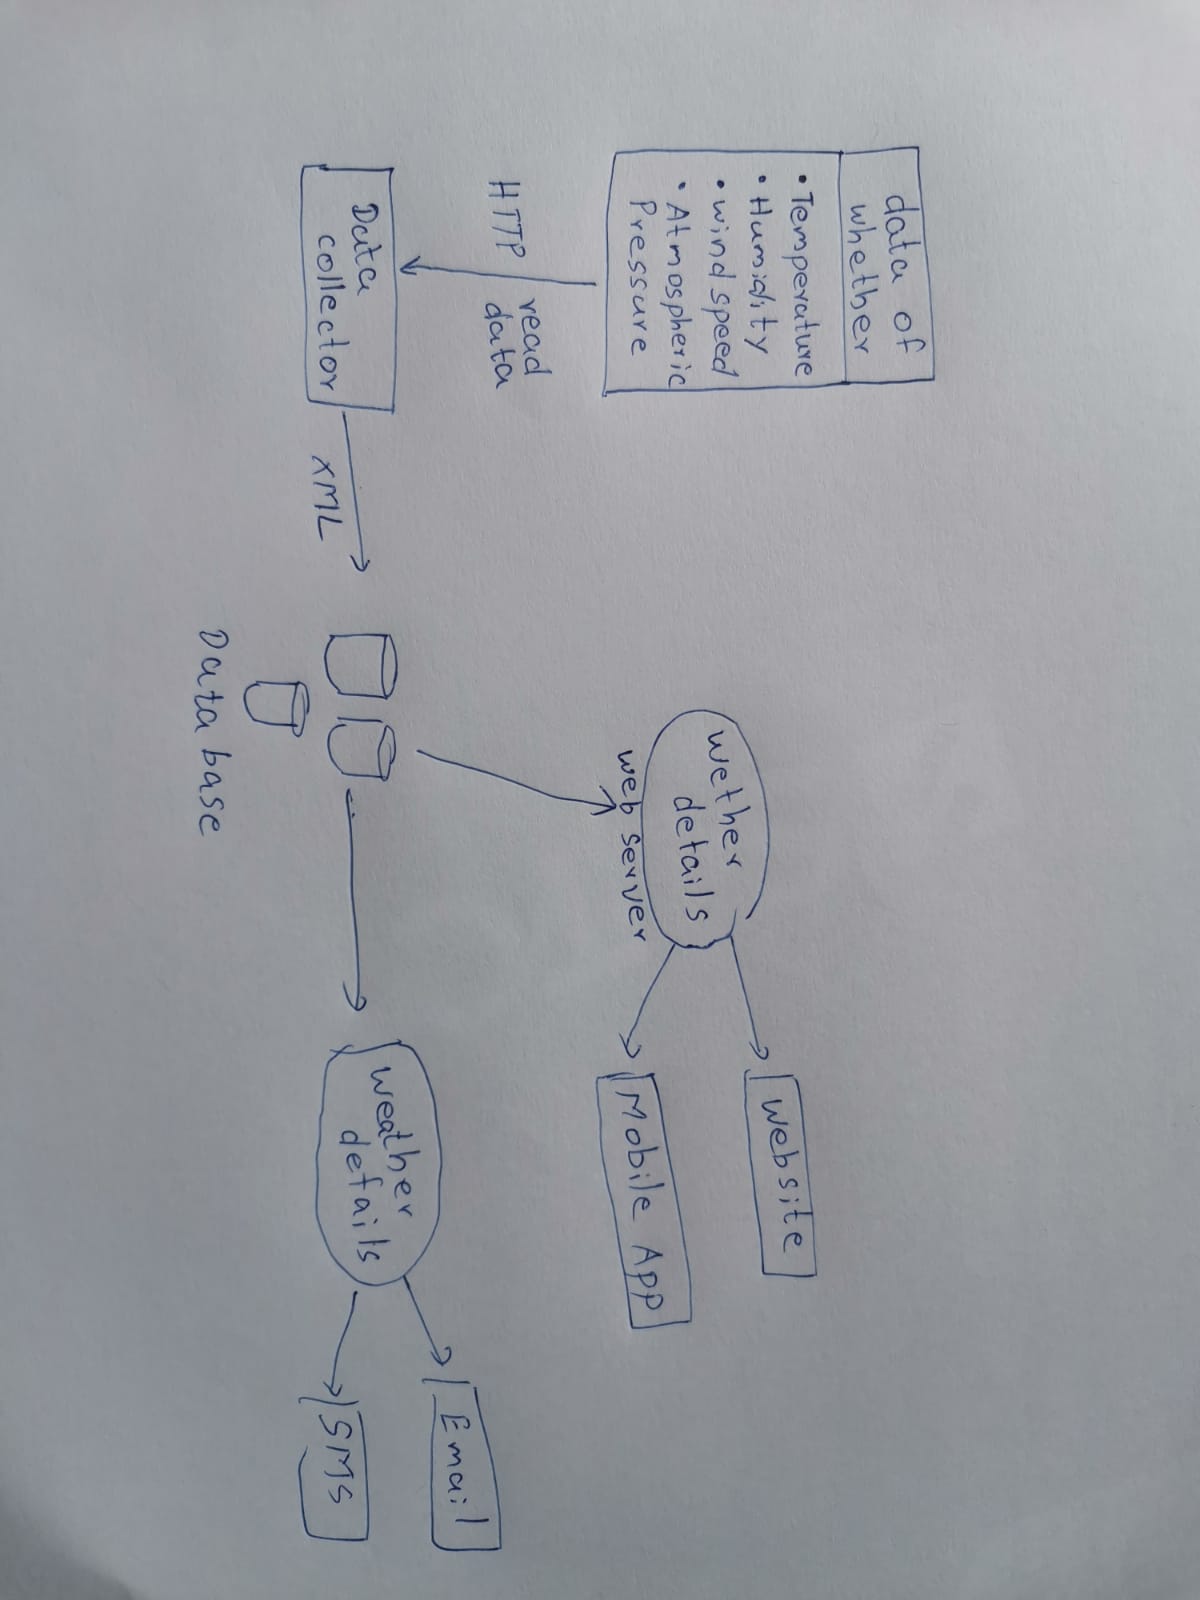 data of
whether
• Temperature
• Humidity
• wind speed
• Atmospheric
Pressure
HTTP
read
data
Data
collector
XML
Data base
wether
details
web server
website
Mobile App
weather
details
Email
SMS